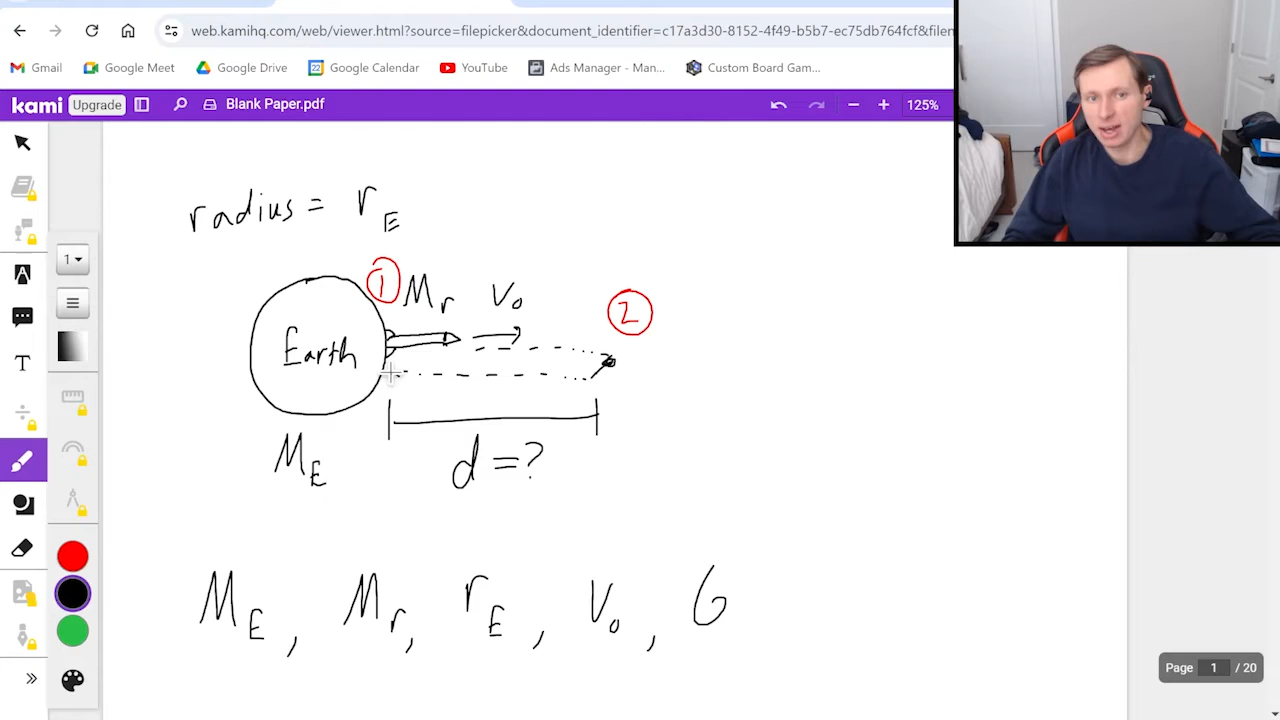 web.kamihq.com/web/viewer.html?source=filepicker&document_identifier=c17a3d30-8152-4f49-b5b7-ec75db764fcf&filen
Gmail Google Meet Google Drive 22 Google Calendar YouTube Ads Manager - Man... Custom Board Gam...
kami Upgrade Blank Paper.pdf 125%
radius = r_E
1 M_r v_0 2
Earth
M_E
d = ?
M_E, M_r, r_E, v_0, G
A
T
1
Page 1 / 20